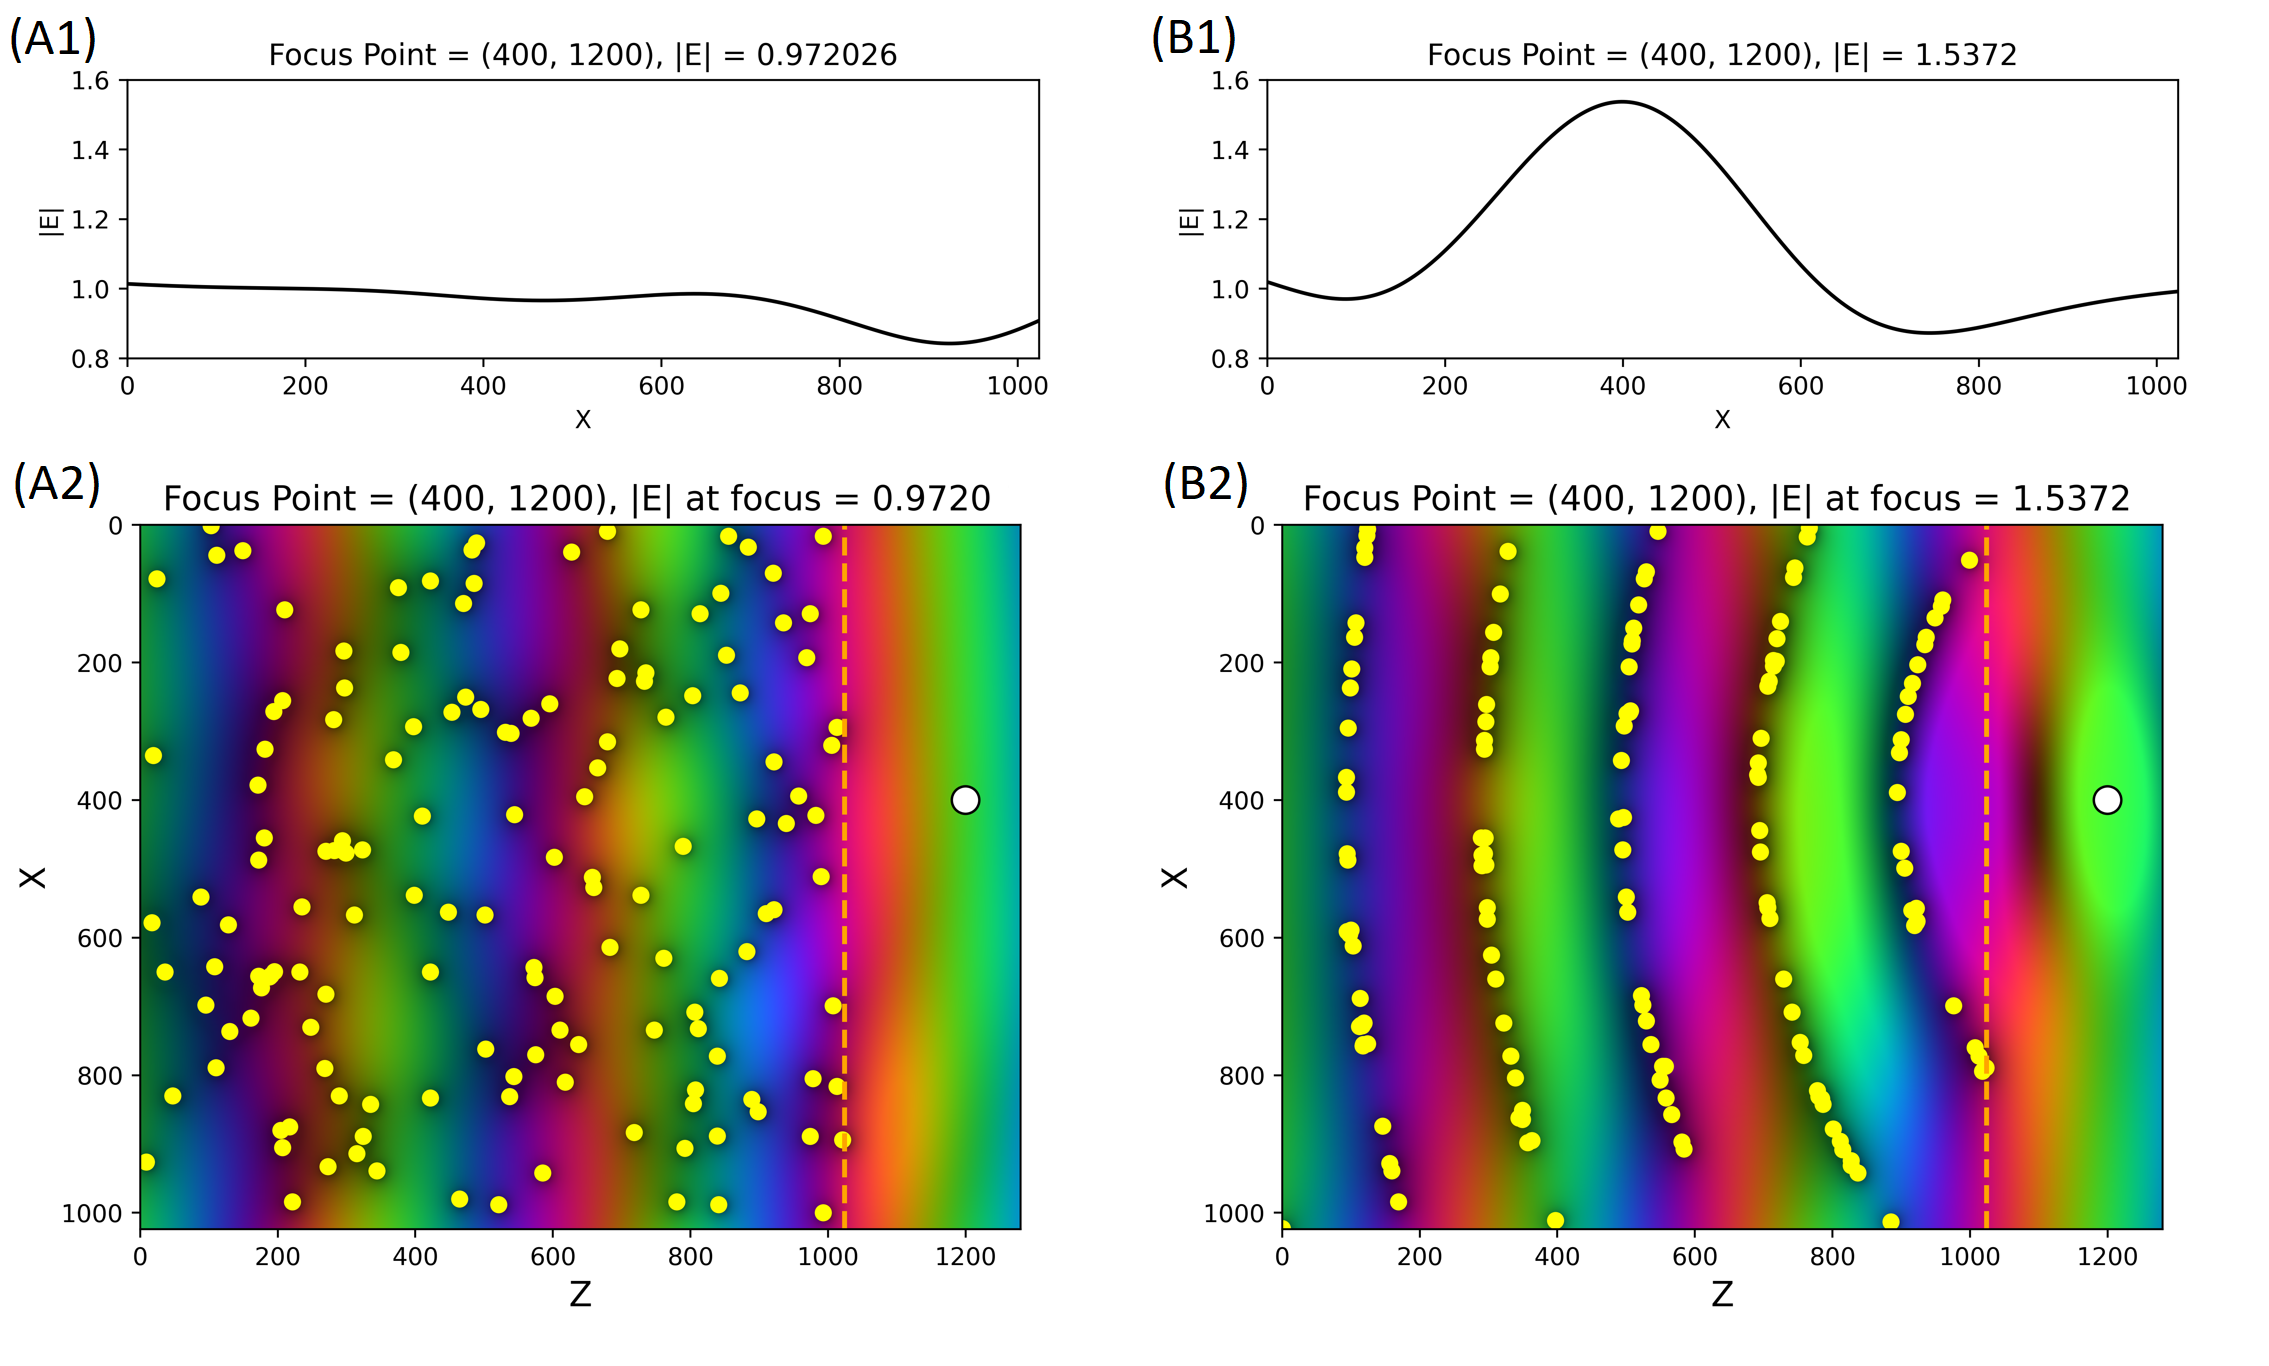 (A1)
Focus Point = (400, 1200), |E| = 0.972026
1.6
1.4
1.2
1.0
0.8
|E|
0 200 400 600 800 1000
X
(B1)
Focus Point = (400, 1200), |E| = 1.5372
1.6
1.4
1.2
1.0
0.8
|E|
0 200 400 600 800 1000
X
(A2)
Focus Point = (400, 1200), |E| at focus = 0.9720
0
200
400
600
800
1000
X
0 200 400 600 800 1000 1200
Z
(B2)
Focus Point = (400, 1200), |E| at focus = 1.5372
0
200
400
600
800
1000
X
0 200 400 600 800 1000 1200
Z